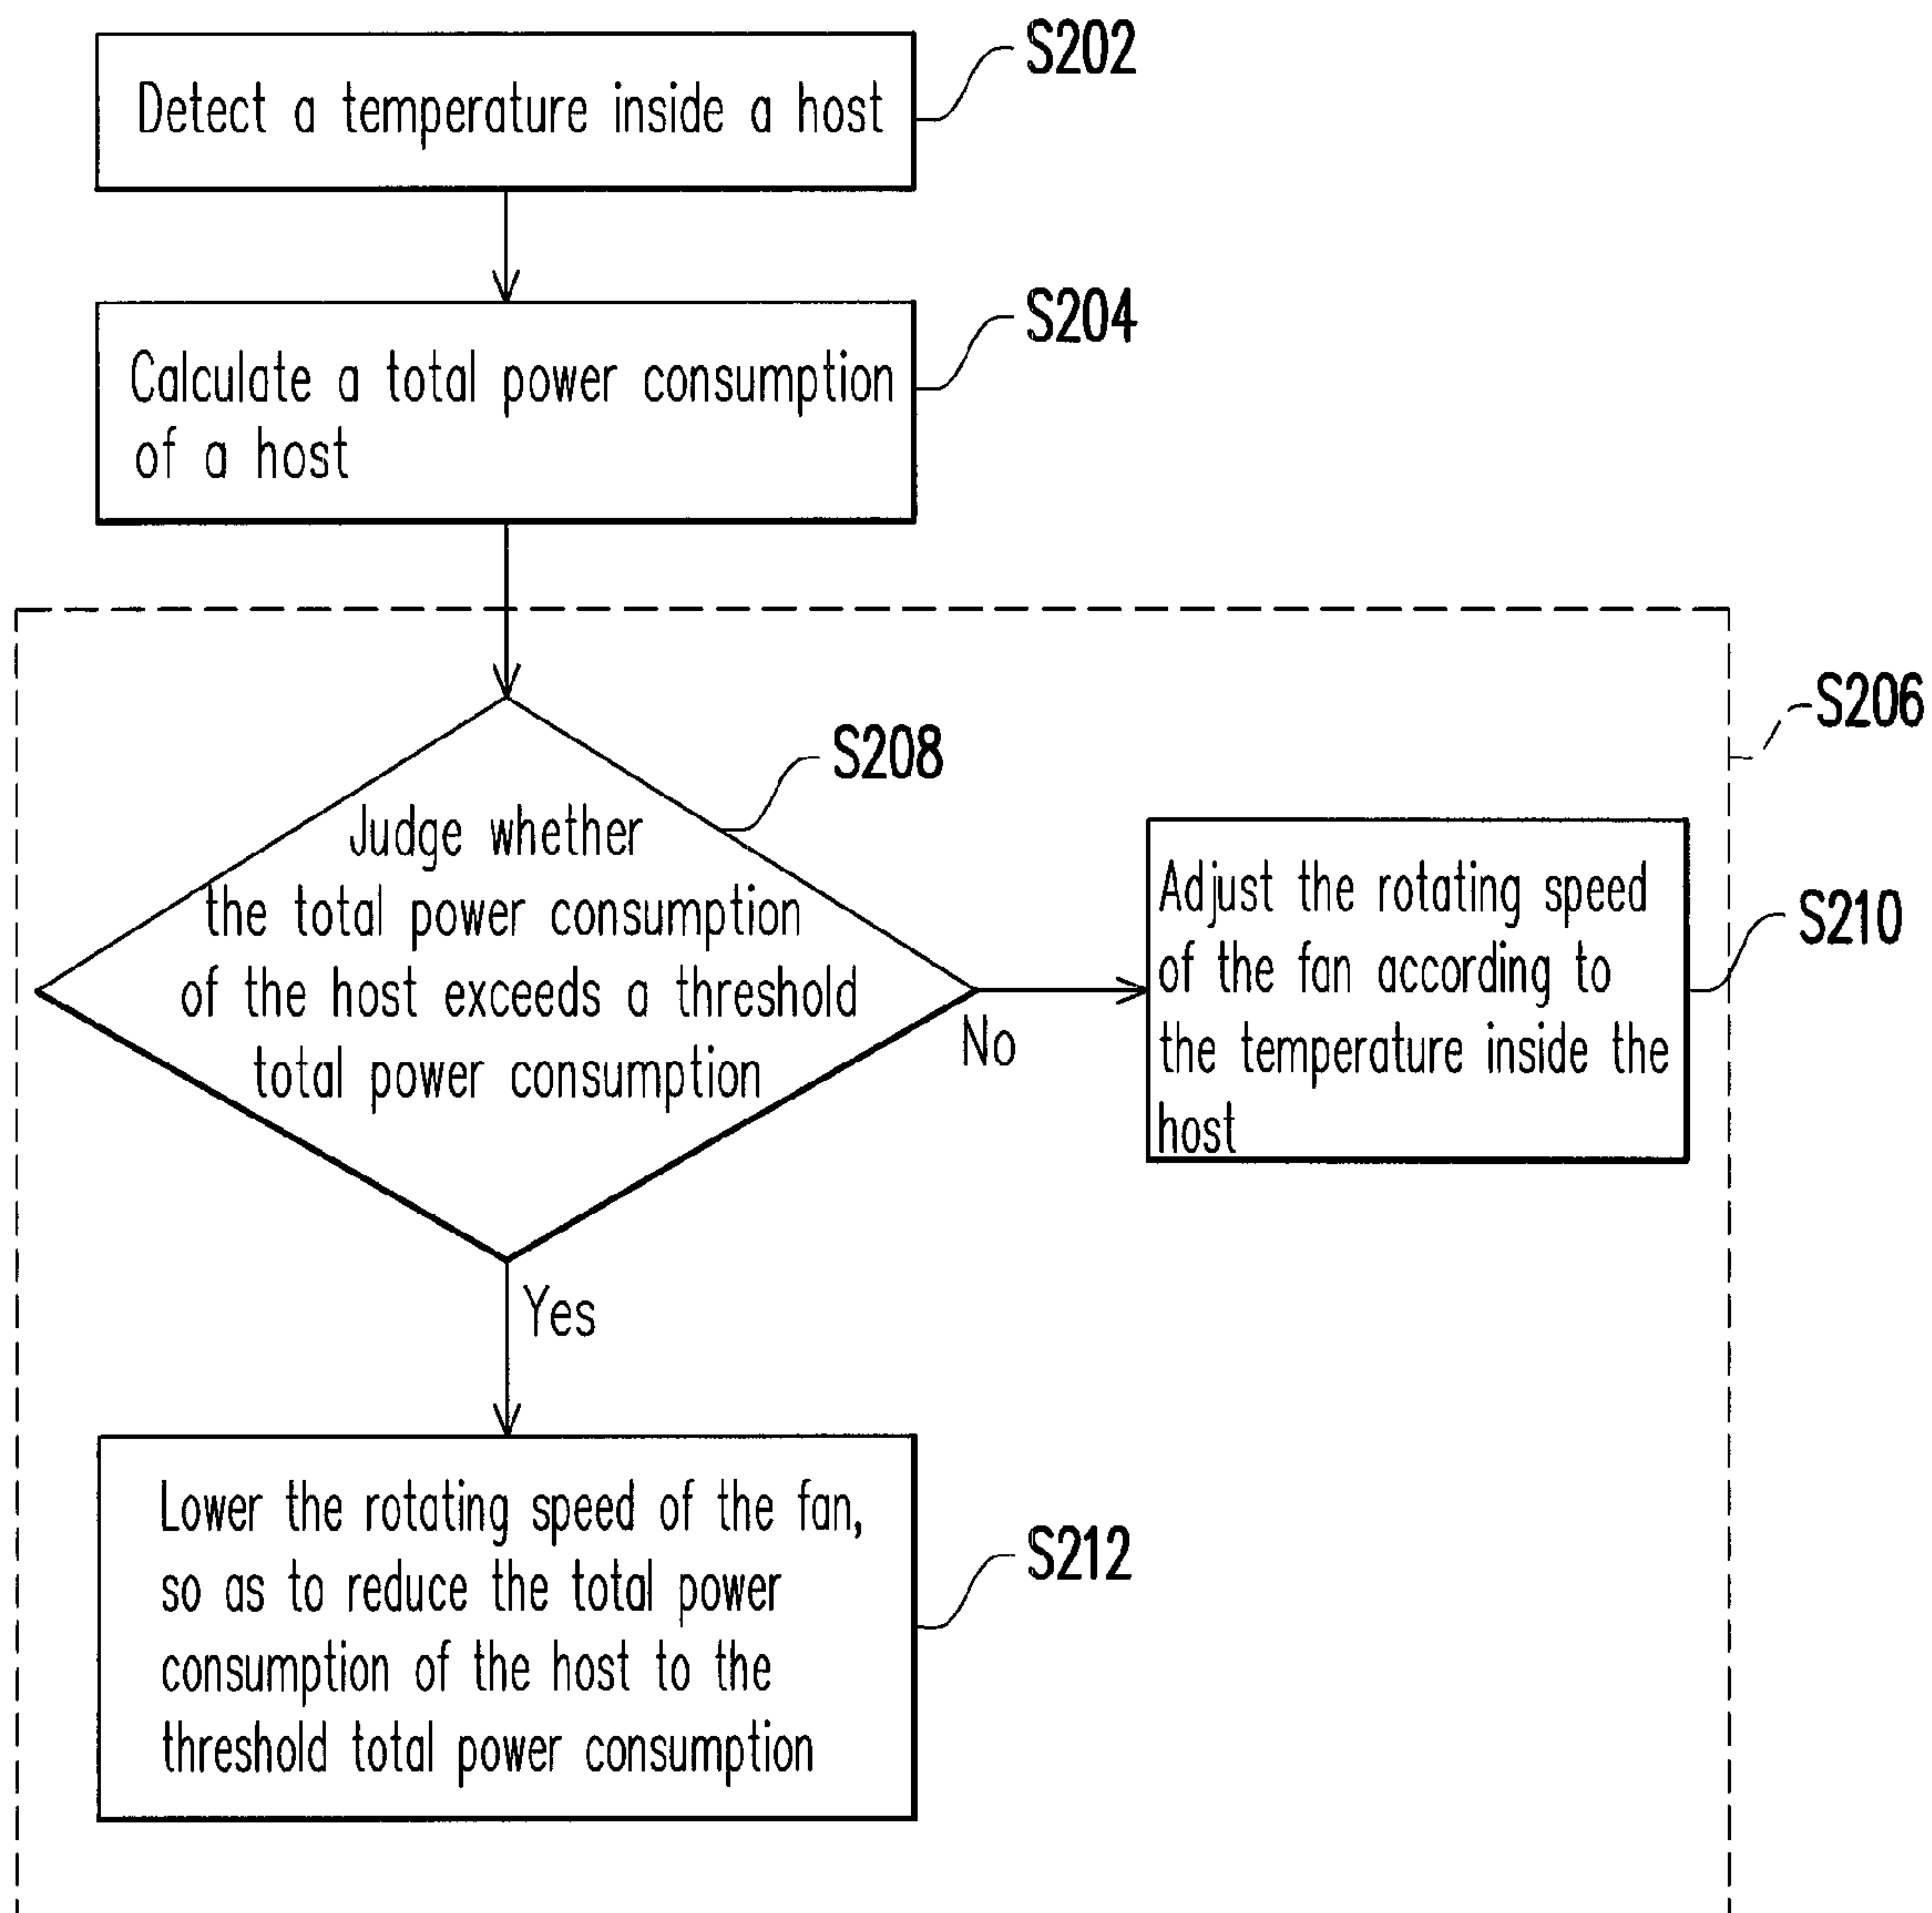 Detect a temperature inside a host
S202
Calculate a total power consumption
of a host
S204
S206
S208
Judge whether
the total power consumption
of the host exceeds a threshold
total power consumption
No
Adjust the rotating speed
of the fan according to
the temperature inside the
host
S210
Yes
Lower the rotating speed of the fan,
so as to reduce the total power
consumption of the host to the
threshold total power consumption
S212